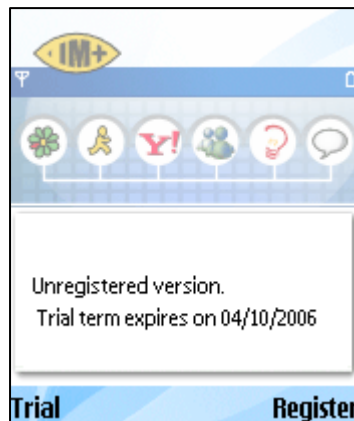 IM+
Y!
Unregistered version.
Trial term expires on 04/10/2006
Trial Register